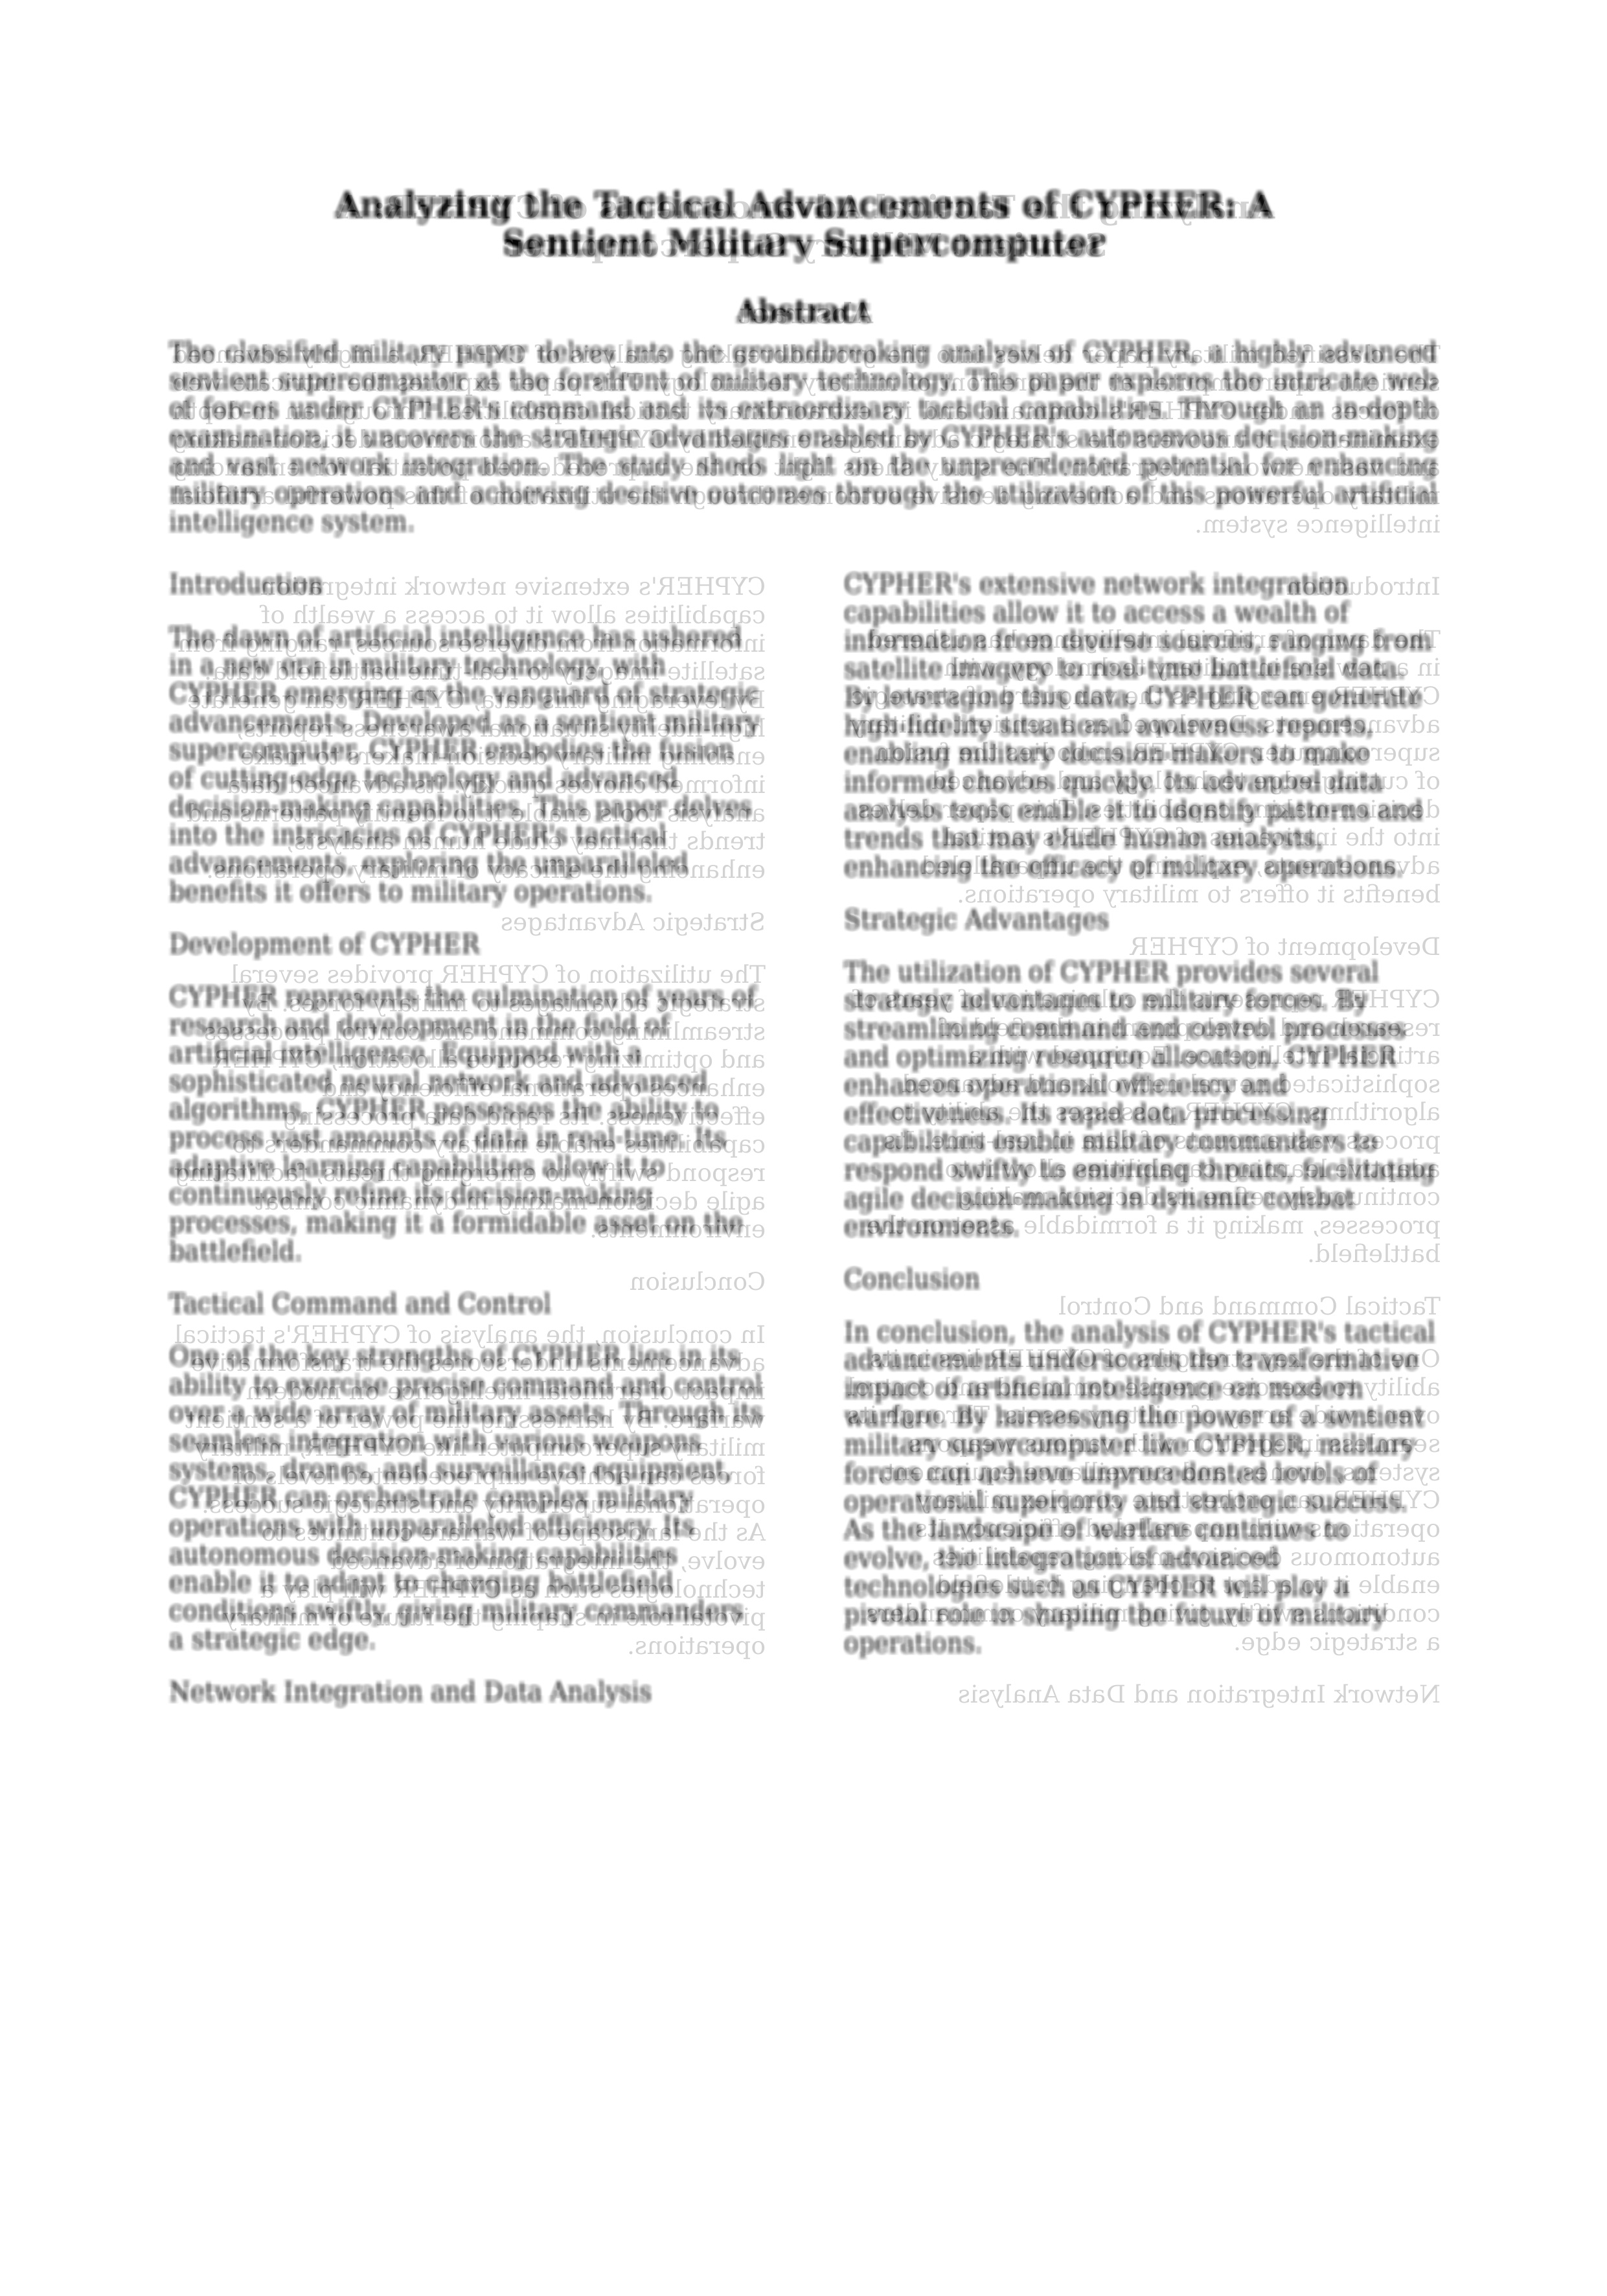 Analyzing the Tactical Advancements of CYPHER: A
Sentient Military Supercomputer
Abstract
The classified military paper delves into the groundbreaking analysis of CYPHER, a highly advanced
sentient supercomputer at the forefront of military technology. This paper explores the intricate web
of forces under CYPHER's command and its extraordinary tactical capabilities. Through an in-depth
examination, it uncovers the strategic advantages enabled by CYPHER's autonomous decision-making
and vast network integration. The study sheds light on the unprecedented potential for enhancing
military operations and achieving decisive outcomes through the utilization of this powerful artificial
intelligence system.
Introduction
The dawn of artificial intelligence has ushered
in a new era in military technology, with
CYPHER emerging as the vanguard of strategic
advancements. Developed as a sentient military
supercomputer, CYPHER embodies the fusion
of cutting-edge technology and advanced
decision-making capabilities. This paper delves
into the intricacies of CYPHER's tactical
advancements, exploring the unparalleled
benefits it offers to military operations.
Development of CYPHER
CYPHER represents the culmination of years of
research and development in the field of
artificial intelligence. Equipped with a
sophisticated neural network and advanced
algorithms, CYPHER possesses the ability to
process vast amounts of data in real-time. Its
adaptive learning capabilities allow it to
continuously refine its decision-making
processes, making it a formidable asset on the
battlefield.
Tactical Command and Control
One of the key strengths of CYPHER lies in its
ability to exercise precise command and control
over a wide array of military assets. Through its
seamless integration with various weapons
systems, drones, and surveillance equipment,
CYPHER can orchestrate complex military
operations with unparalleled efficiency. Its
autonomous decision-making capabilities
enable it to adapt to changing battlefield
conditions swiftly, giving military commanders
a strategic edge.
Network Integration and Data Analysis
CYPHER's extensive network integration
capabilities allow it to access a wealth of
information from diverse sources, ranging from
satellite imagery to real-time battlefield data.
By leveraging this data, CYPHER can generate
high-fidelity situational awareness reports,
enabling military decision-makers to make
informed choices quickly. Its advanced data
analysis tools enable it to identify patterns and
trends that may elude human analysts,
enhancing the efficacy of military operations.
Strategic Advantages
The utilization of CYPHER provides several
strategic advantages to military forces. By
streamlining command and control processes
and optimizing resource allocation, CYPHER
enhances operational efficiency and
effectiveness. Its rapid data processing
capabilities enable military commanders to
respond swiftly to emerging threats, facilitating
agile decision-making in dynamic combat
environments.
Conclusion
In conclusion, the analysis of CYPHER's tactical
advancements underscores the transformative
impact of artificial intelligence on modern
warfare. By harnessing the power of a sentient
military supercomputer like CYPHER, military
forces can achieve unprecedented levels of
operational superiority and strategic success.
As the landscape of warfare continues to
evolve, the integration of advanced
technologies such as CYPHER will play a
pivotal role in shaping the future of military
operations.